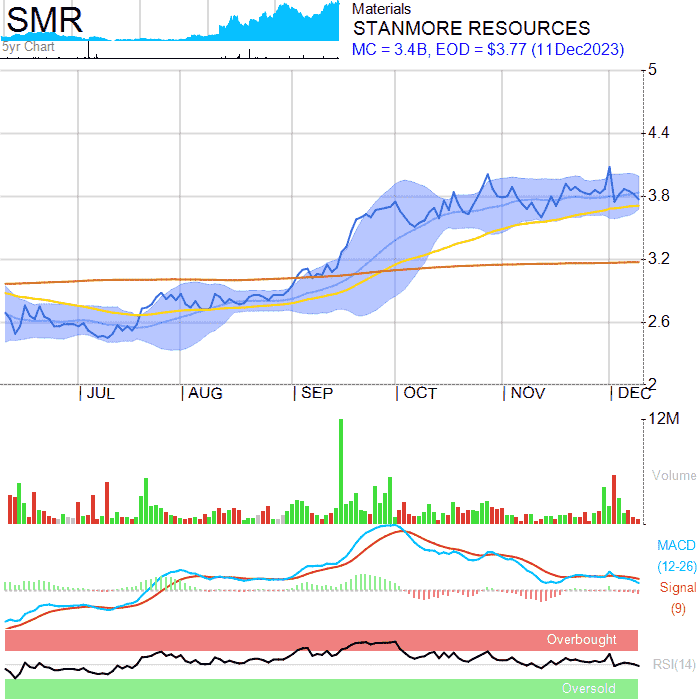 SMR
5yr Chart
Materials
STANMORE RESOURCES
MC = 3.4B, EOD = $3.77 (11Dec2023)
5
4.4
3.8
3.2
2.6
2
JUL
AUG
SEP
OCT
NOV
DEC
12M
Volume
MACD
(12-26)
Signal
(9)
Overbought
RSI(14)
Oversold